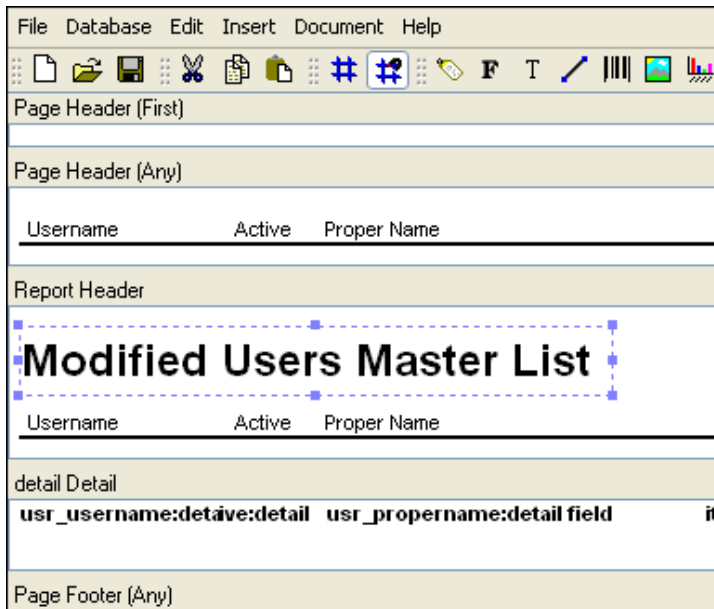 File Database Edit Insert Document Help
F T
Page Header (First)
Page Header (Any)
Username Active Proper Name
Report Header
Modified Users Master List
Username Active Proper Name
detail Detail
usr_username:detaive:detail usr_propername:detail field it
Page Footer (Any)